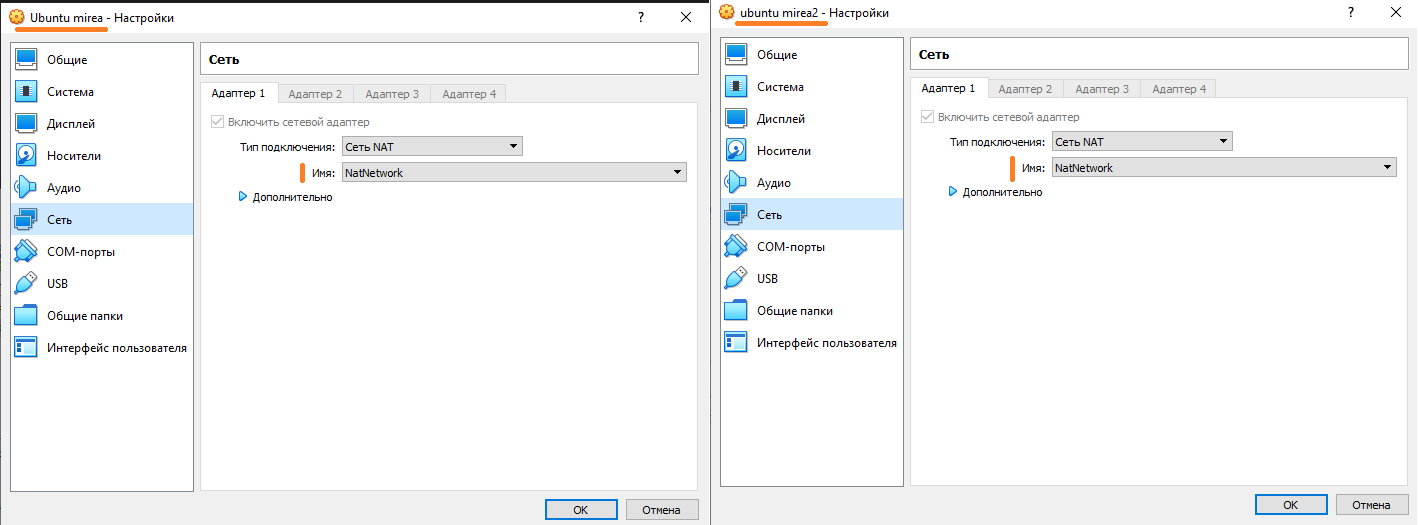 Ubuntu mirea - Настройки
?
Общие
Система
Дисплей
Носители
Аудио
Сеть
COM-порты
USB
Общие папки
Интерфейс пользователя
Сеть
Адаптер 1 Адаптер 2 Адаптер 3 Адаптер 4
Включить сетевой адаптер
Тип подключения: Сеть NAT
Имя: NatNetwork
Дополнительно
OK Отмена
ubuntu mirea2 - Настройки
?
Общие
Система
Дисплей
Носители
Аудио
Сеть
COM-порты
USB
Общие папки
Интерфейс пользователя
Сеть
Адаптер 1 Адаптер 2 Адаптер 3 Адаптер 4
Включить сетевой адаптер
Тип подключения: Сеть NAT
Имя: NatNetwork
Дополнительно
OK Отмена